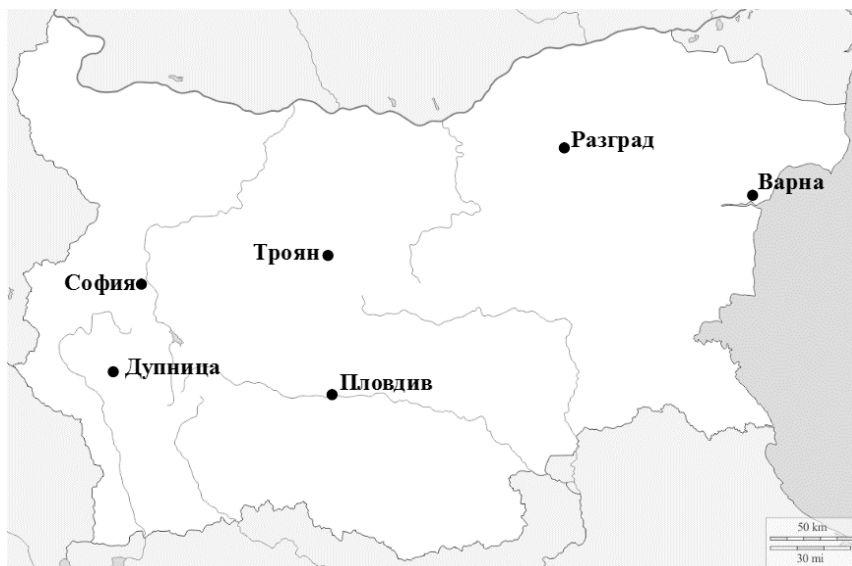 Разград
Варна
Троян
София
Дупница
Пловдив
50 km
30 mi